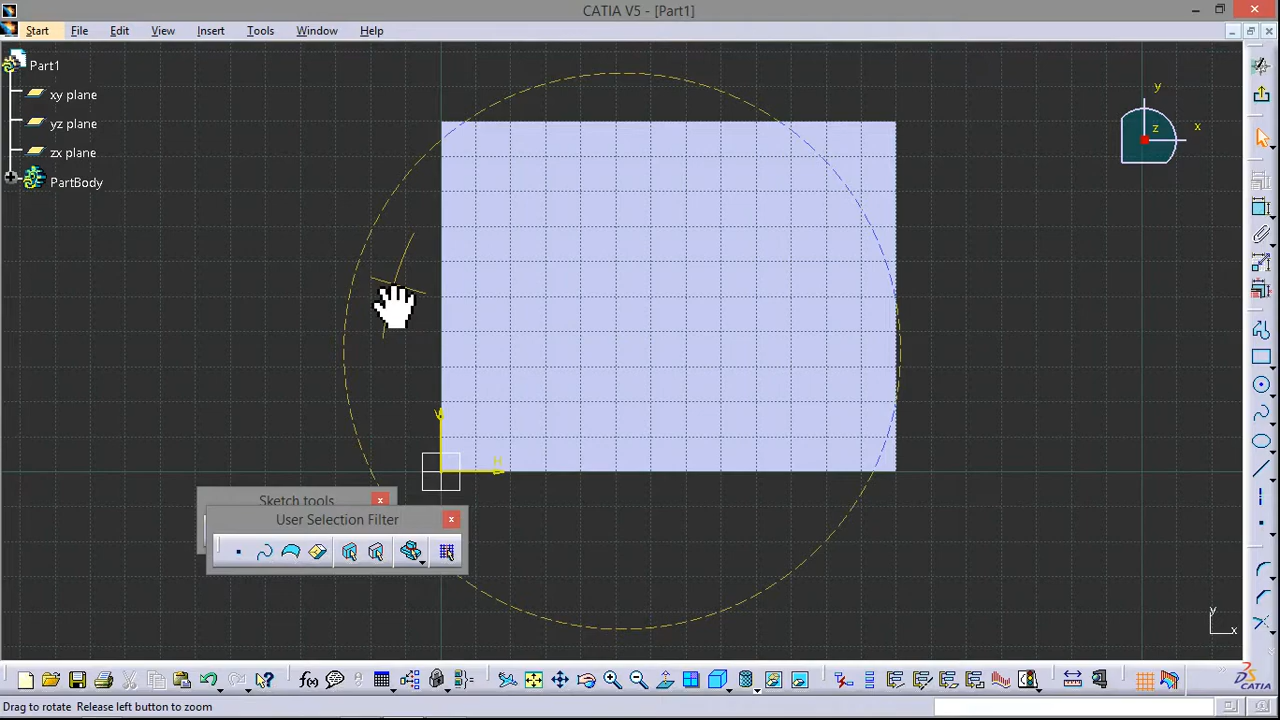 CATIA V5 - [Part1]
Start File Edit View Insert Tools Window Help
Part1
xy plane
yz plane
zx plane
PartBody
y
z
x
V
H
Sketch tools
User Selection Filter
f(x)
y
x
Drag to rotate Release left button to zoom